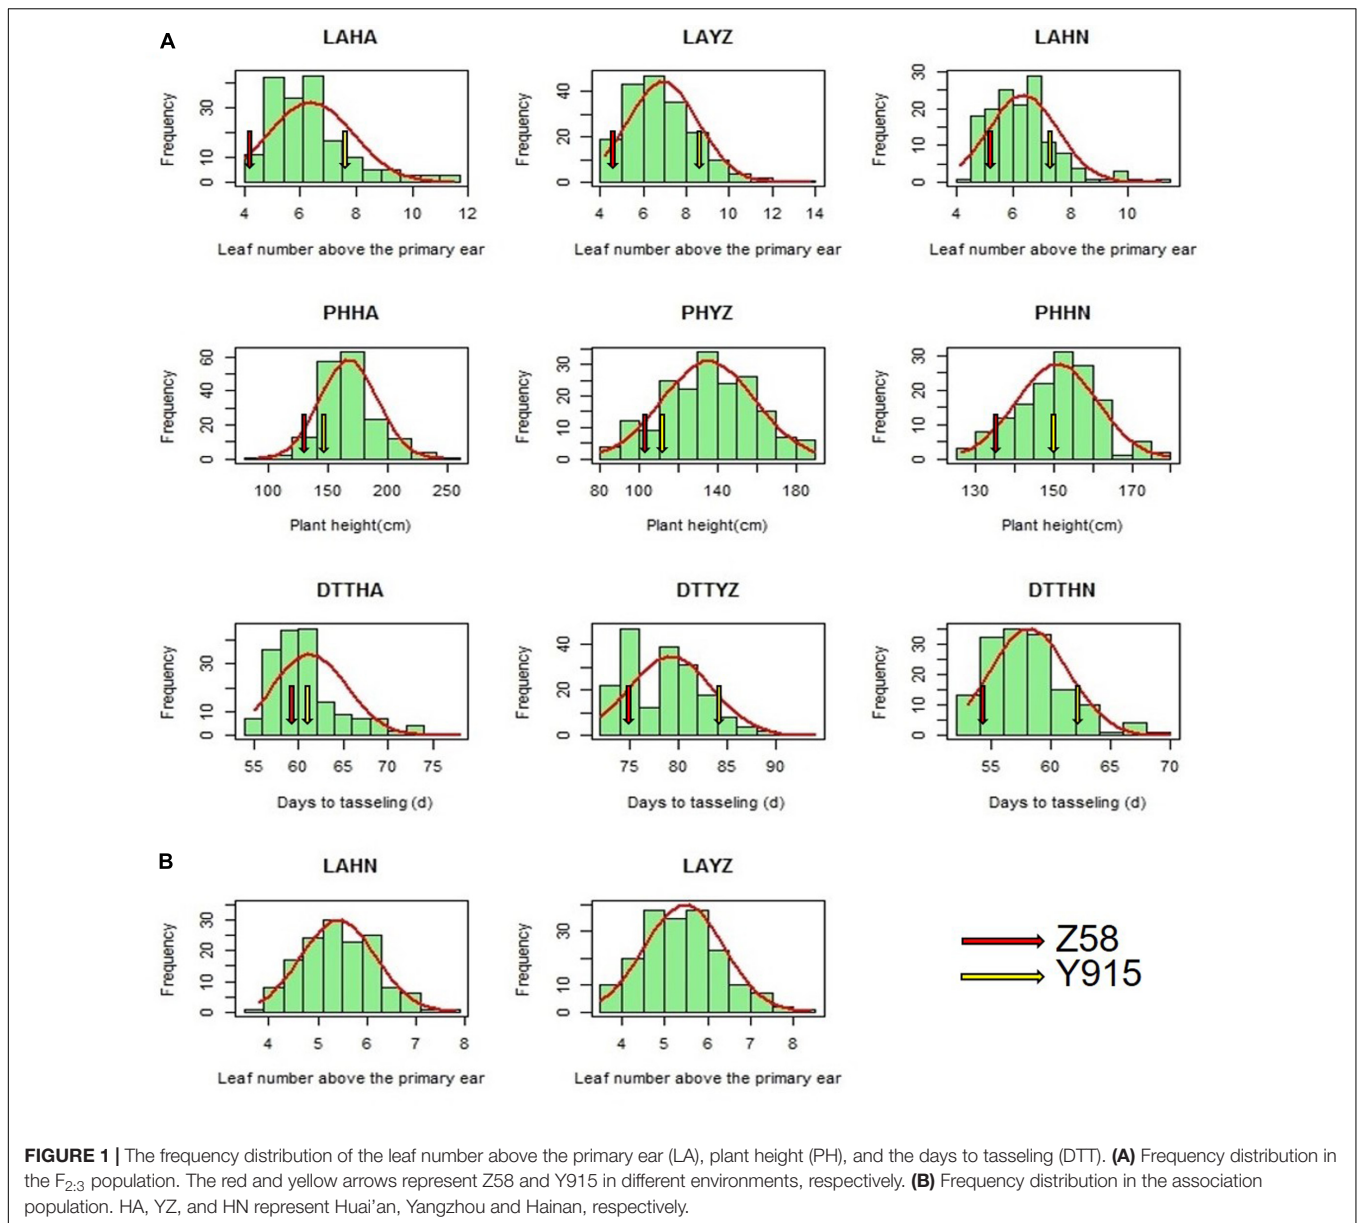 A
LAHA LAYZ LAHN
Frequency
0 10 30
4 6 8 10 12
Leaf number above the primary ear
Frequency
0 20 40
4 6 8 10 12 14
Leaf number above the primary ear
Frequency
0 10 20 30
4 6 8 10
Leaf number above the primary ear
PHHA PHYZ PHHN
Frequency
0 20 40 60
100 150 200 250
Plant height(cm)
Frequency
0 10 20 30
80 100 140 180
Plant height(cm)
Frequency
0 10 20 30
130 150 170
Plant height(cm)
DTTHA DTTYZ DTTHN
Frequency
0 10 30
55 60 65 70 75
Days to tasseling (d)
Frequency
0 20 40
75 80 85 90
Days to tasseling (d)
Frequency
0 10 20 30
55 60 65 70
Days to tasseling (d)
B
LAHN LAYZ
Frequency
0 10 20 30
4 5 6 7 8
Leaf number above the primary ear
Frequency
0 10 30
4 5 6 7 8
Leaf number above the primary ear
Z58
Y915
FIGURE 1 | The frequency distribution of the leaf number above the primary ear (LA), plant height (PH), and the days to tasseling (DTT). (A) Frequency distribution in
the F2:3 population. The red and yellow arrows represent Z58 and Y915 in different environments, respectively. (B) Frequency distribution in the association
population. HA, YZ, and HN represent Huai’an, Yangzhou and Hainan, respectively.